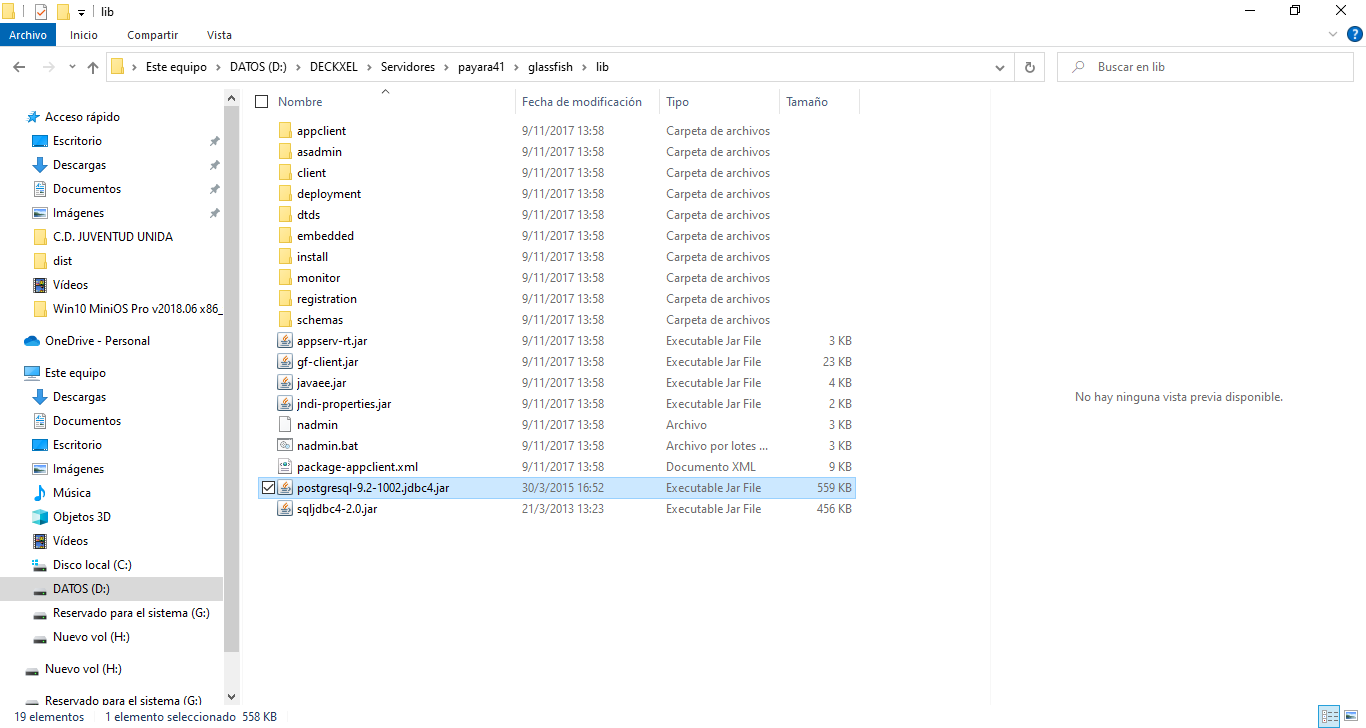 lib
Archivo Inicio Compartir Vista
Este equipo DATOS (D:) DECKXEL Servidores payara41 glassfish lib
Buscar en lib
Acceso rápido
Escritorio
Descargas
Documentos
Imágenes
C.D. JUVENTUD UNIDA
dist
Vídeos
Win10 MiniOS Pro v2018.06 x86_
OneDrive - Personal
Este equipo
Descargas
Documentos
Escritorio
Imágenes
Música
Objetos 3D
Vídeos
Disco local (C:)
DATOS (D:)
Reservado para el sistema (G:)
Nuevo vol (H:)
Nuevo vol (H:)
Reservado para el sistema (G:)
Nombre Fecha de modificación Tipo Tamaño
appclient 9/11/2017 13:58 Carpeta de archivos
asadmin 9/11/2017 13:58 Carpeta de archivos
client 9/11/2017 13:58 Carpeta de archivos
deployment 9/11/2017 13:58 Carpeta de archivos
dtds 9/11/2017 13:58 Carpeta de archivos
embedded 9/11/2017 13:58 Carpeta de archivos
install 9/11/2017 13:58 Carpeta de archivos
monitor 9/11/2017 13:58 Carpeta de archivos
registration 9/11/2017 13:58 Carpeta de archivos
schemas 9/11/2017 13:58 Carpeta de archivos
appserv-rt.jar 9/11/2017 13:58 Executable Jar File 3 KB
gf-client.jar 9/11/2017 13:58 Executable Jar File 23 KB
javaee.jar 9/11/2017 13:58 Executable Jar File 4 KB
jndi-properties.jar 9/11/2017 13:58 Executable Jar File 2 KB
nadmin 9/11/2017 13:58 Archivo 3 KB
nadmin.bat 9/11/2017 13:58 Archivo por lotes ... 3 KB
package-appclient.xml 9/11/2017 13:58 Documento XML 9 KB
postgresql-9.2-1002.jdbc4.jar 30/3/2015 16:52 Executable Jar File 559 KB
sqljdbc4-2.0.jar 21/3/2013 13:23 Executable Jar File 456 KB
No hay ninguna vista previa disponible.
19 elementos 1 elemento seleccionado 558 KB